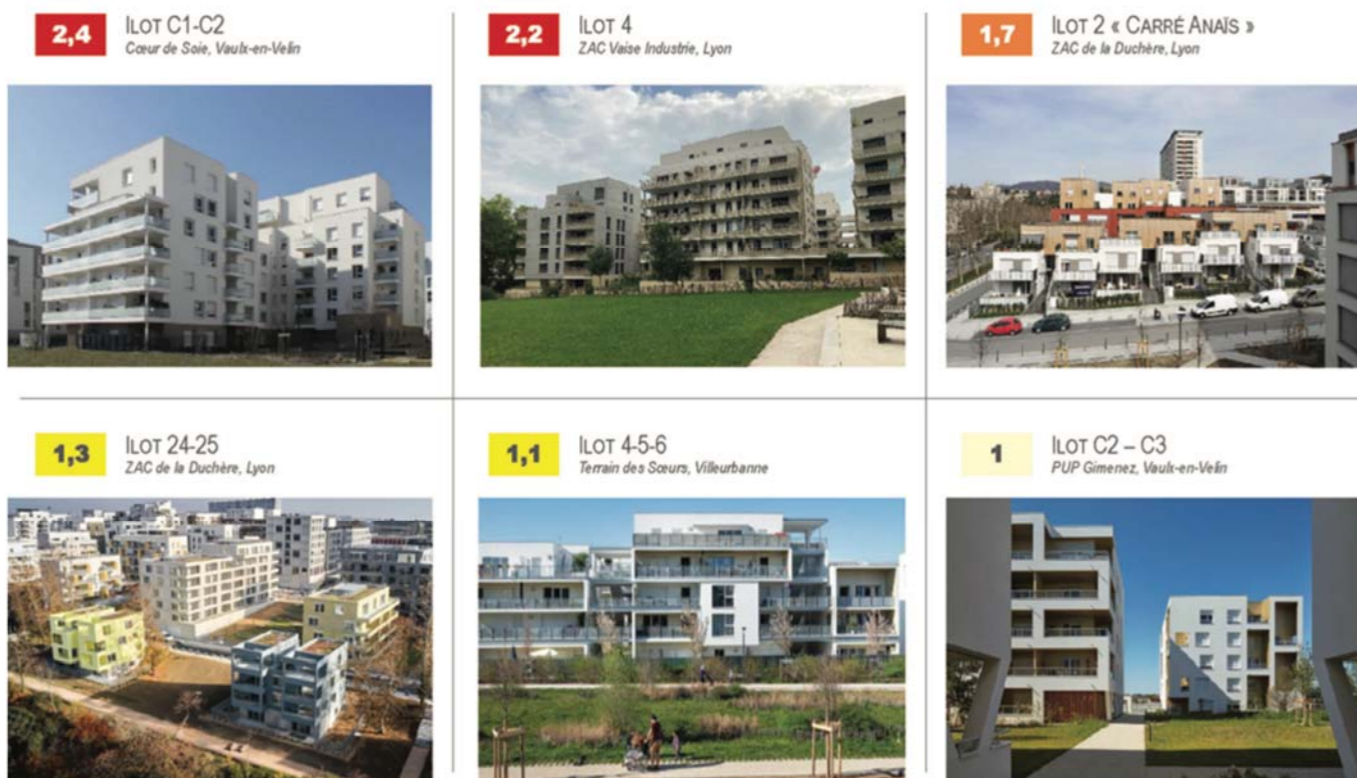 2,4
ILOT C1-C2
Cœur de Soie, Vaulx-en-Velin
2,2
ILOT 4
ZAC Vaise Industrie, Lyon
1,7
ILOT 2 « CARRÉ ANAÏS »
ZAC de la Duchère, Lyon
1,3
ILOT 24-25
ZAC de la Duchère, Lyon
1,1
ILOT 4-5-6
Terrain des Sœurs, Villeurbanne
1
ILOT C2 – C3
PUP Gimenez, Vaulx-en-Velin